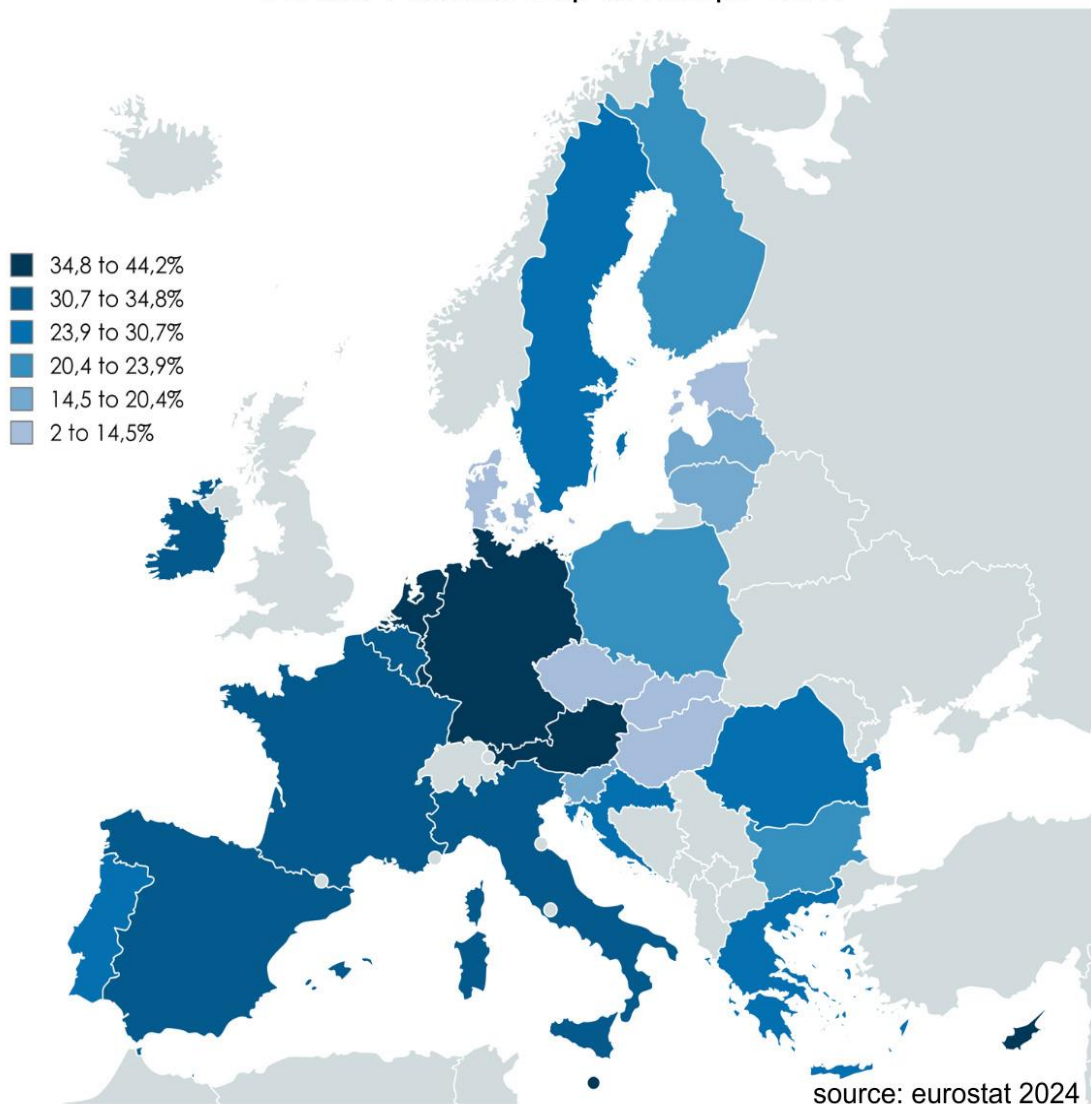 34,8 to 44,2%
30,7 to 34,8%
23,9 to 30,7%
20,4 to 23,9%
14,5 to 20,4%
2 to 14,5%
source: eurostat 2024